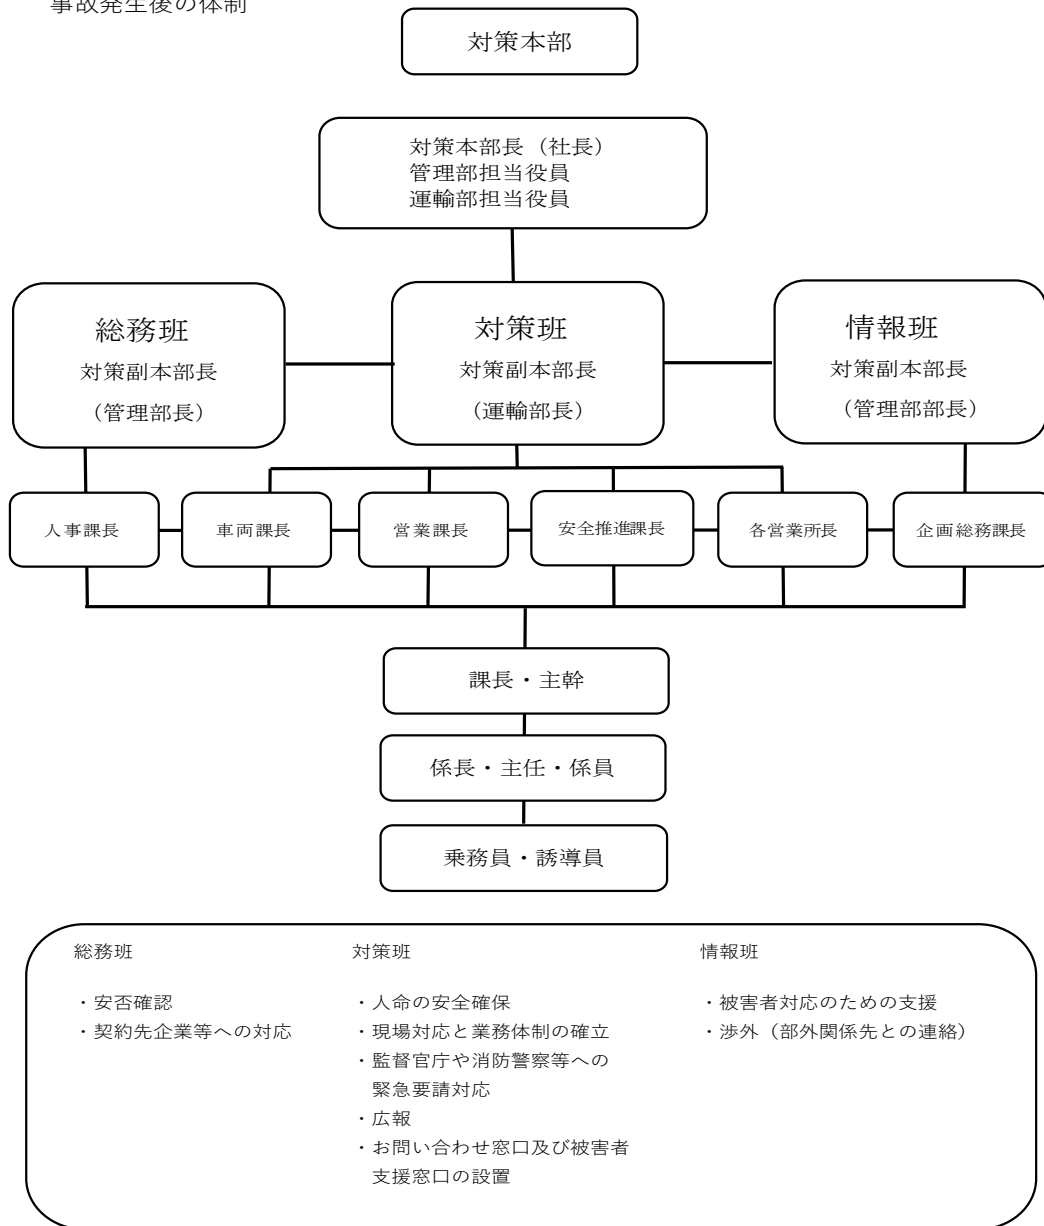 事故発生後の体制
対策本部
対策本部長（社長）
管理部担当役員
運輸部担当役員
総務班
対策副本部長
（管理部長）
対策班
対策副本部長
（運輸部長）
情報班
対策副本部長
（管理部部長）
人事課長
車両課長
営業課長
安全推進課長
各営業所長
企画総務課長
課長・主幹
係長・主任・係員
乗務員・誘導員
総務班
・安否確認
・契約先企業等への対応
対策班
・人命の安全確保
・現場対応と業務体制の確立
・監督官庁や消防警察等への
緊急要請対応
・広報
・お問い合わせ窓口及び被害者
支援窓口の設置
情報班
・被害者対応のための支援
・渉外（部外関係先との連絡）